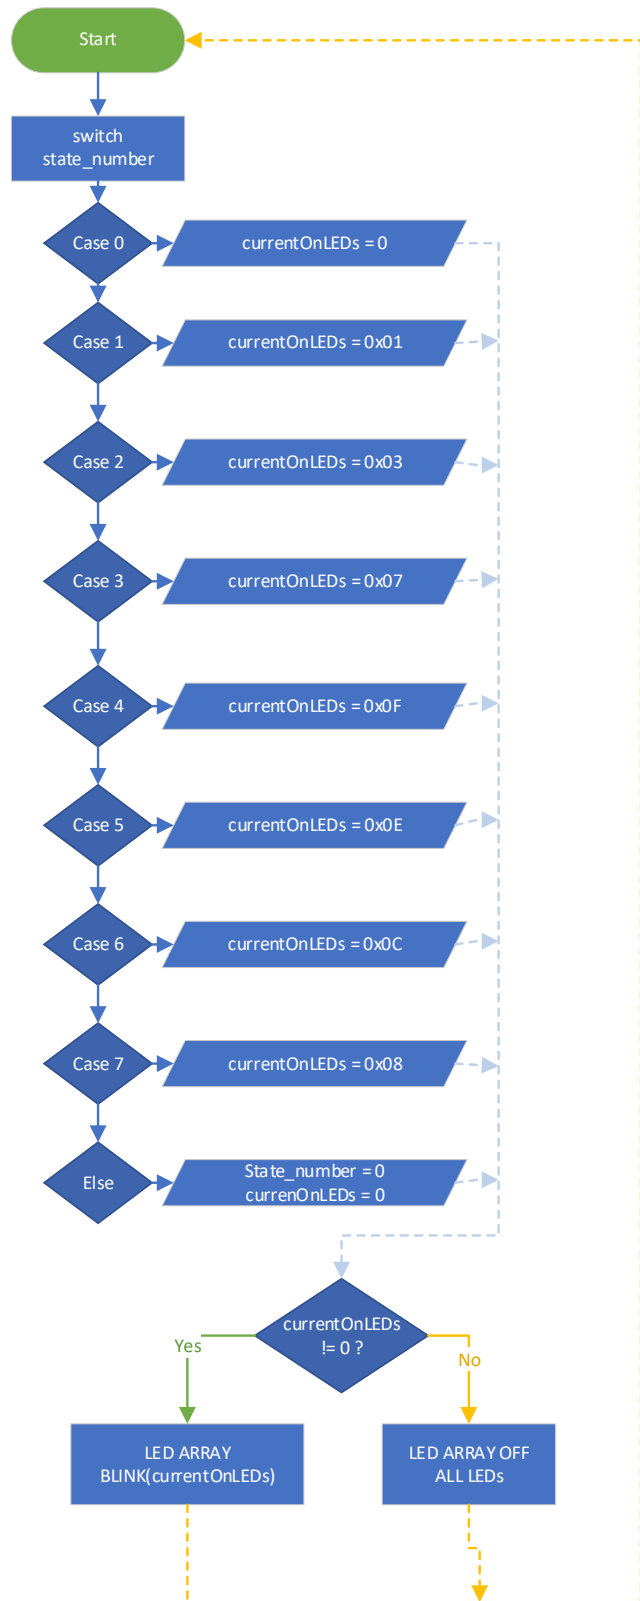 Start
switch
state_number
Case 0
currentOnLEDs = 0
Case 1
currentOnLEDs = 0x01
Case 2
currentOnLEDs = 0x03
Case 3
currentOnLEDs = 0x07
Case 4
currentOnLEDs = 0x0F
Case 5
currentOnLEDs = 0x0E
Case 6
currentOnLEDs = 0x0C
Case 7
currentOnLEDs = 0x08
Else
State_number = 0
currenOnLEDs = 0
currentOnLEDs
!= 0 ?
Yes
No
LED ARRAY
BLINK(currentOnLEDs)
LED ARRAY OFF
ALL LEDs